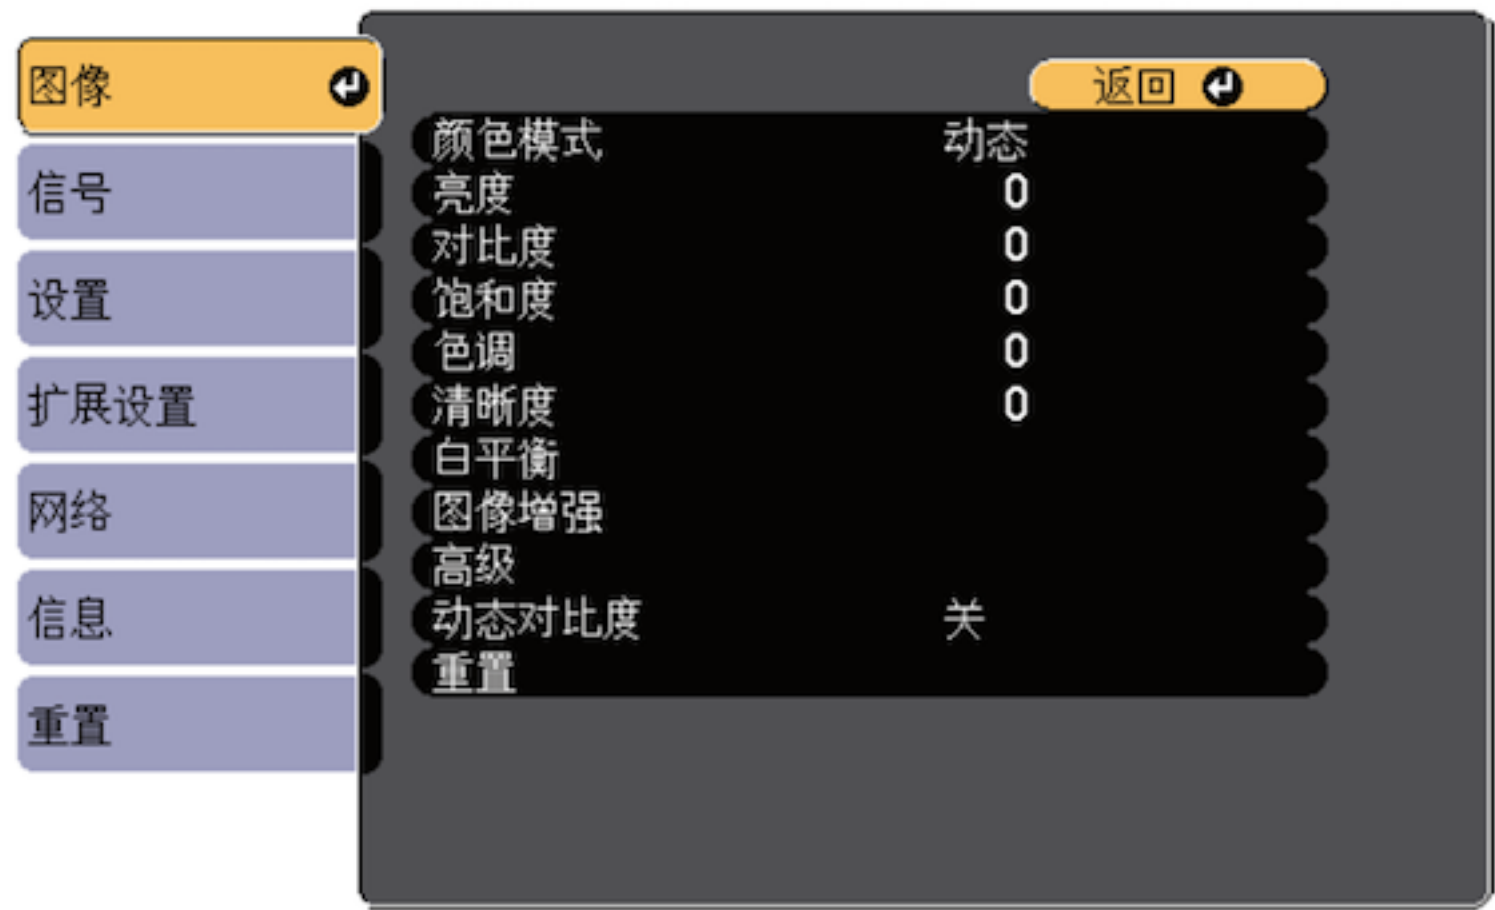 图像
信号
设置
扩展设置
网络
信息
重置
返回
颜色模式 动态
亮度 0
对比度 0
饱和度 0
色调 0
清晰度 0
白平衡
图像增强
高级
动态对比度 关
重置